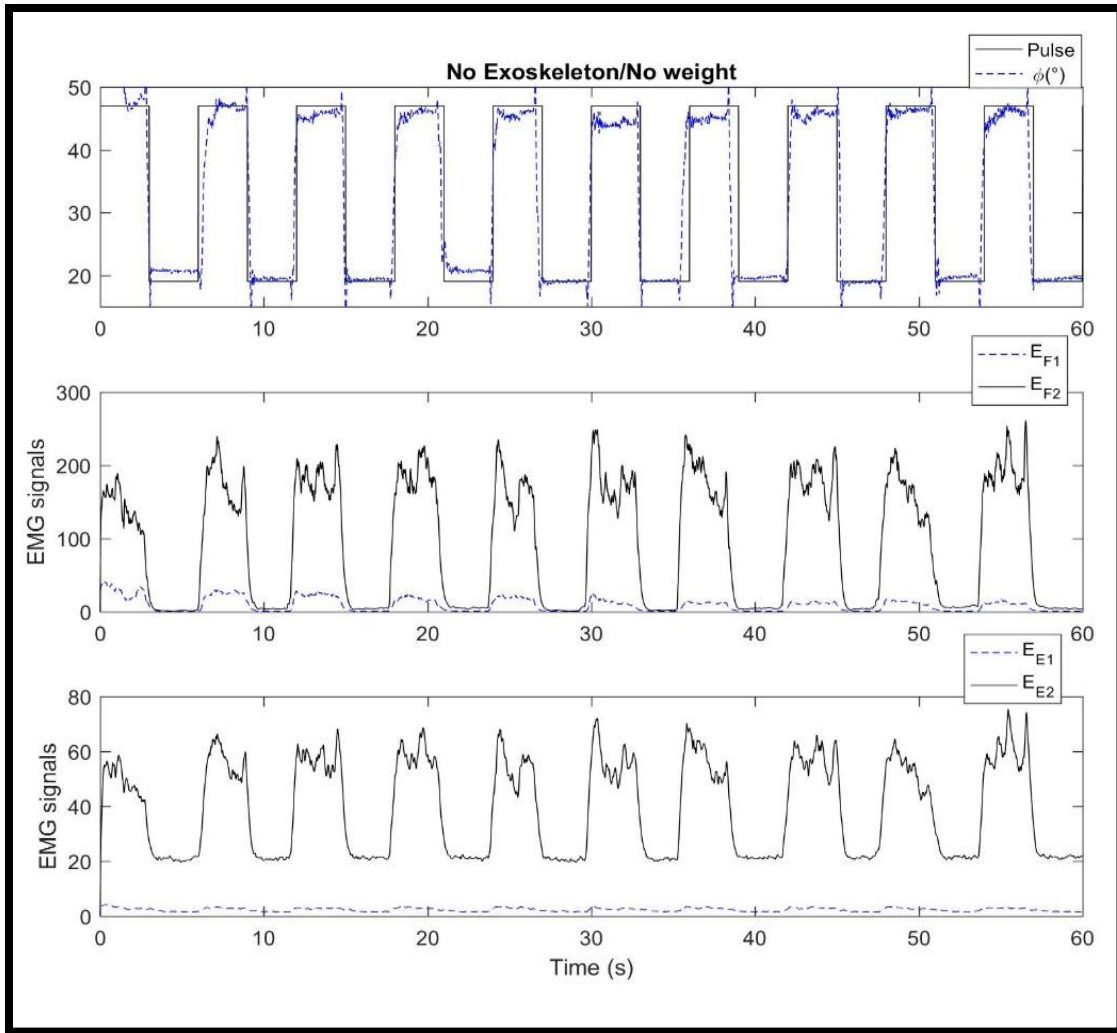 No Exoskeleton/No weight
Pulse
ϕ(°)
50
40
30
20
0 10 20 30 40 50 60
E_F1
E_F2
300
200
100
0
EMG signals
0 10 20 30 40 50 60
E_E1
E_E2
80
60
40
20
0
EMG signals
0 10 20 30 40 50 60
Time (s)